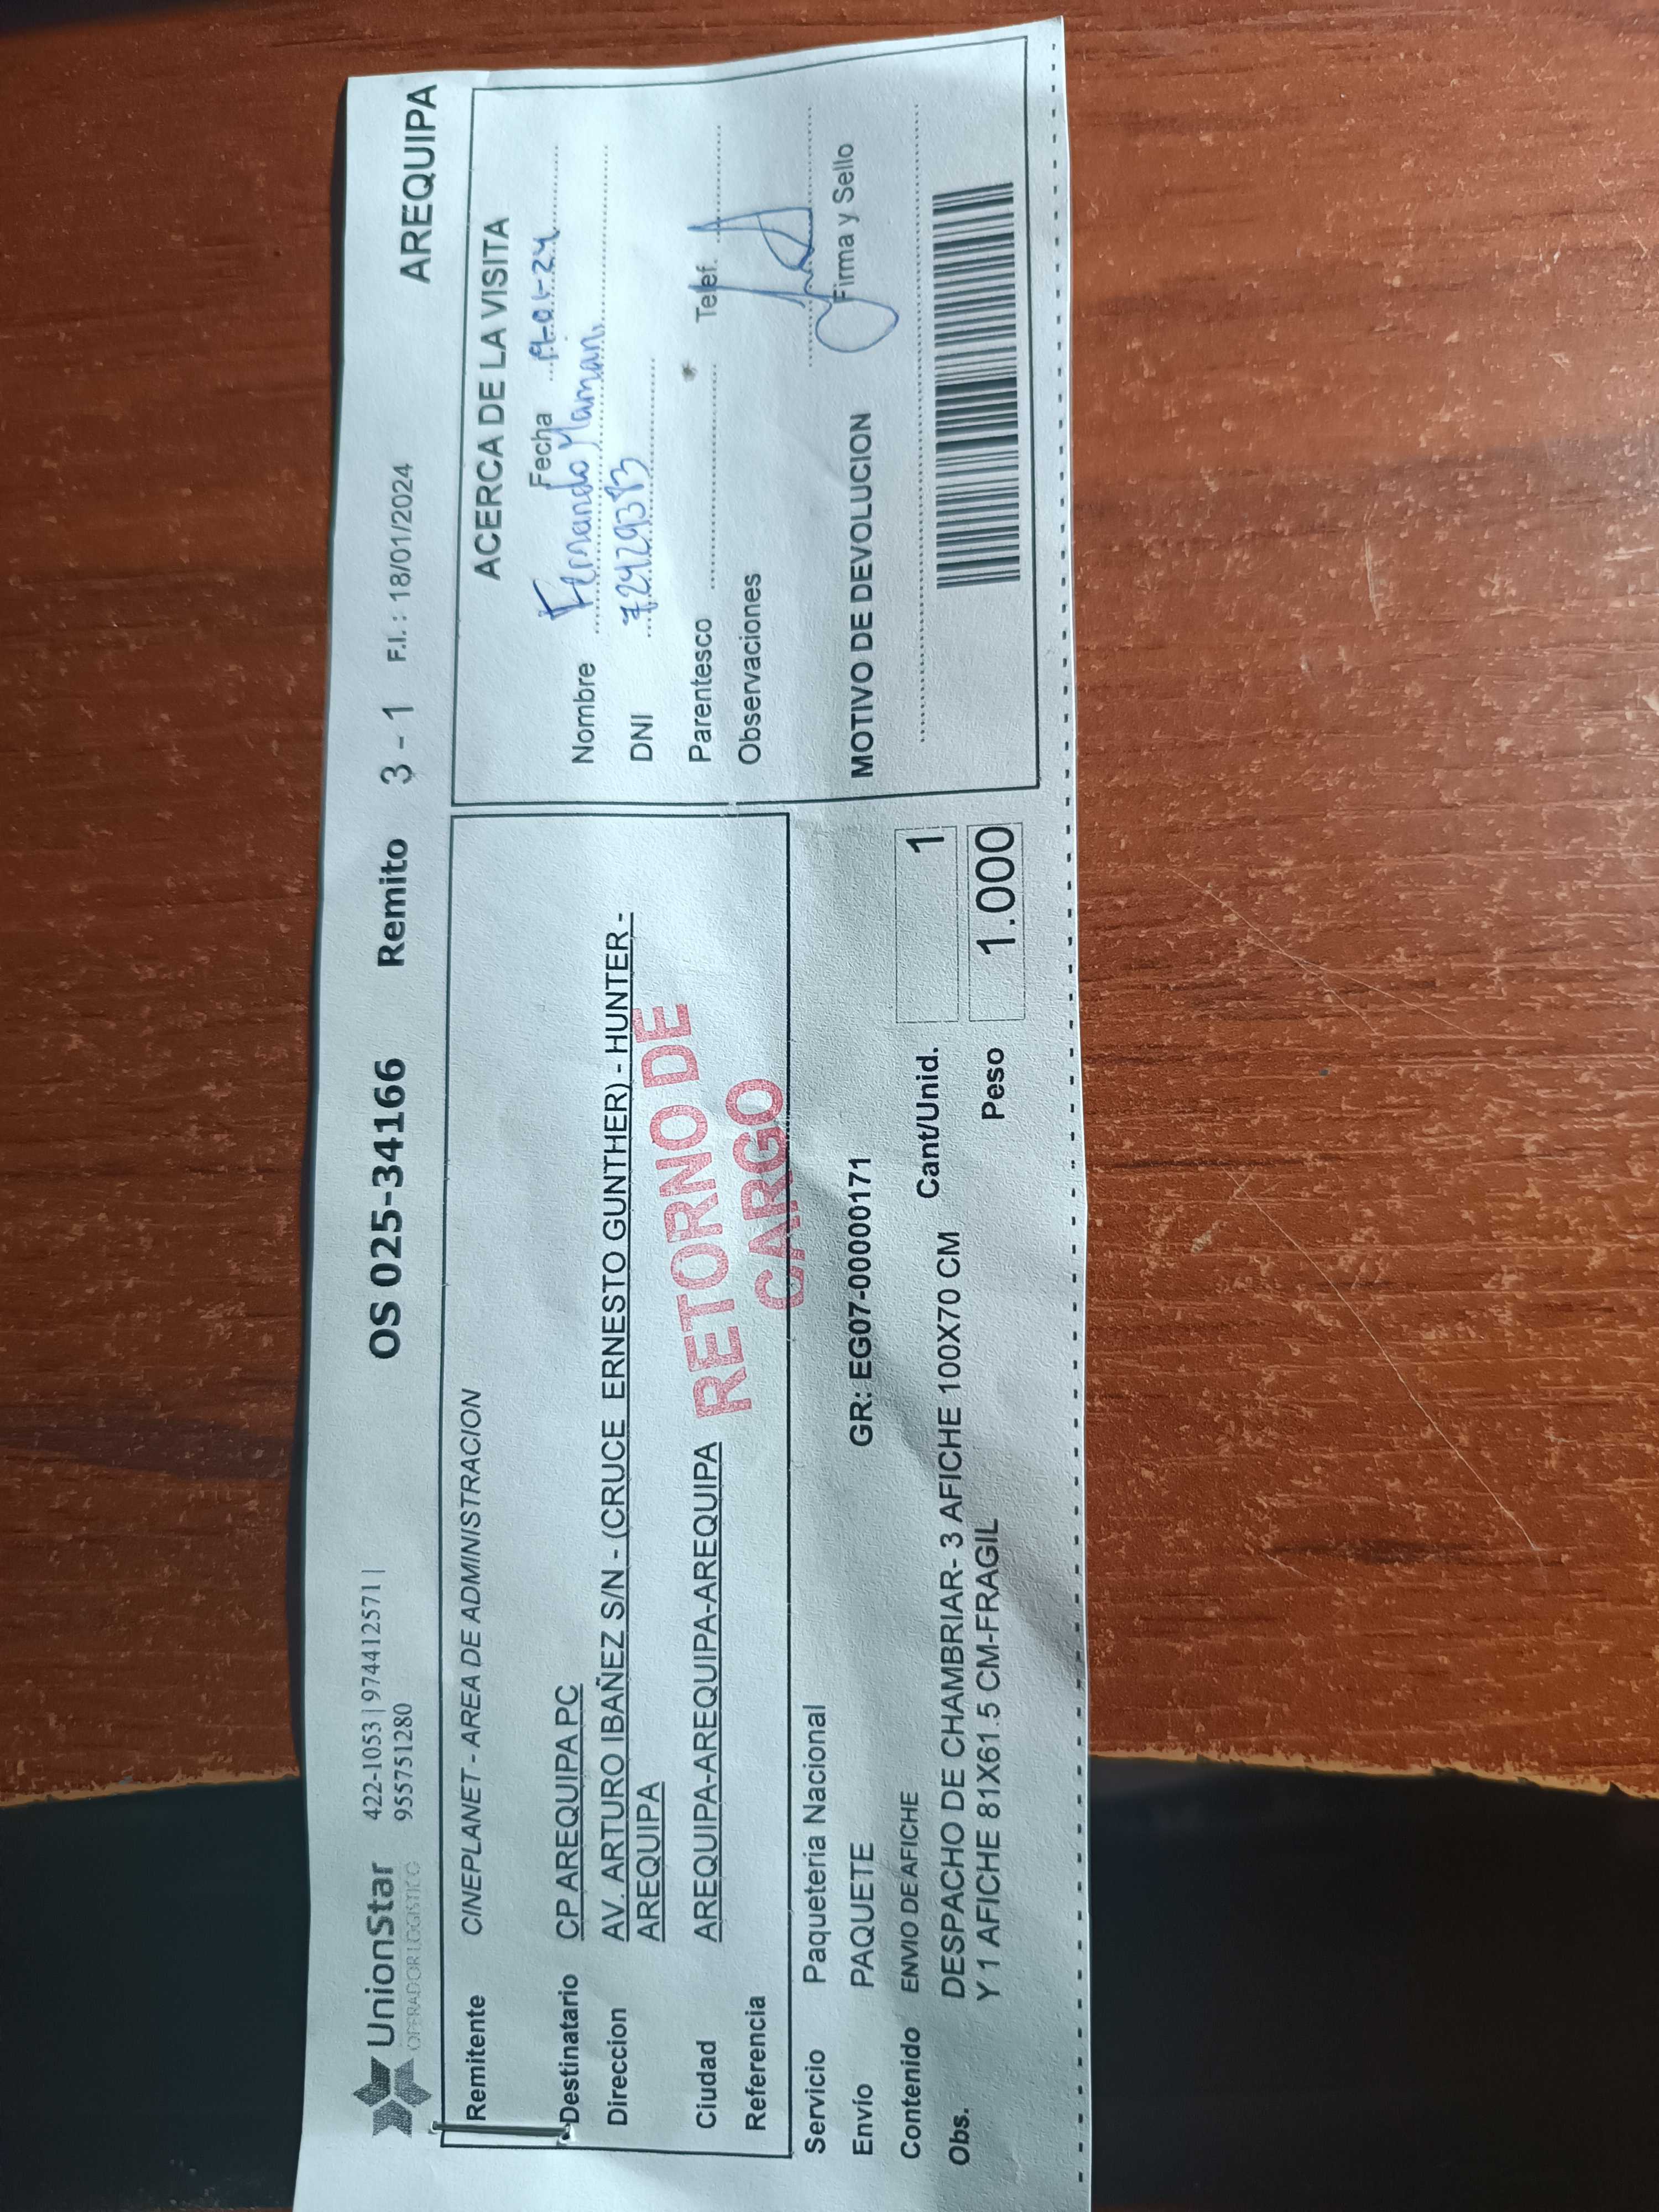 UnionStar
OPERADOR LOGISTICO
422-1053 | 974412571 |
955751280
OS 025-34166 Remito 3 - 1 F.I. : 18/01/2024 AREQUIPA
Remitente CINEPLANET - AREA DE ADMINISTRACION
Destinatario CP AREQUIPA PC
Direccion AV. ARTURO IBAÑEZ S/N - (CRUCE ERNESTO GUNTHER) - HUNTER -
AREQUIPA
Ciudad AREQUIPA-AREQUIPA-AREQUIPA
Referencia
RETORNO DE
CARGO
Servicio Paqueteria Nacional
Envío PAQUETE GR: EG07-00000171
Contenido ENVIO DE AFICHE
Cant/Unid. 1
Obs. DESPACHO DE CHAMBRIAR- 3 AFICHE 100X70 CM
Y 1 AFICHE 81X61.5 CM-FRAGIL
Peso 1.000
ACERCA DE LA VISITA
Fecha
Nombre Fernando Mamani
DNI
Parentesco Telef.
Observaciones
Firma y Sello
MOTIVO DE DEVOLUCION